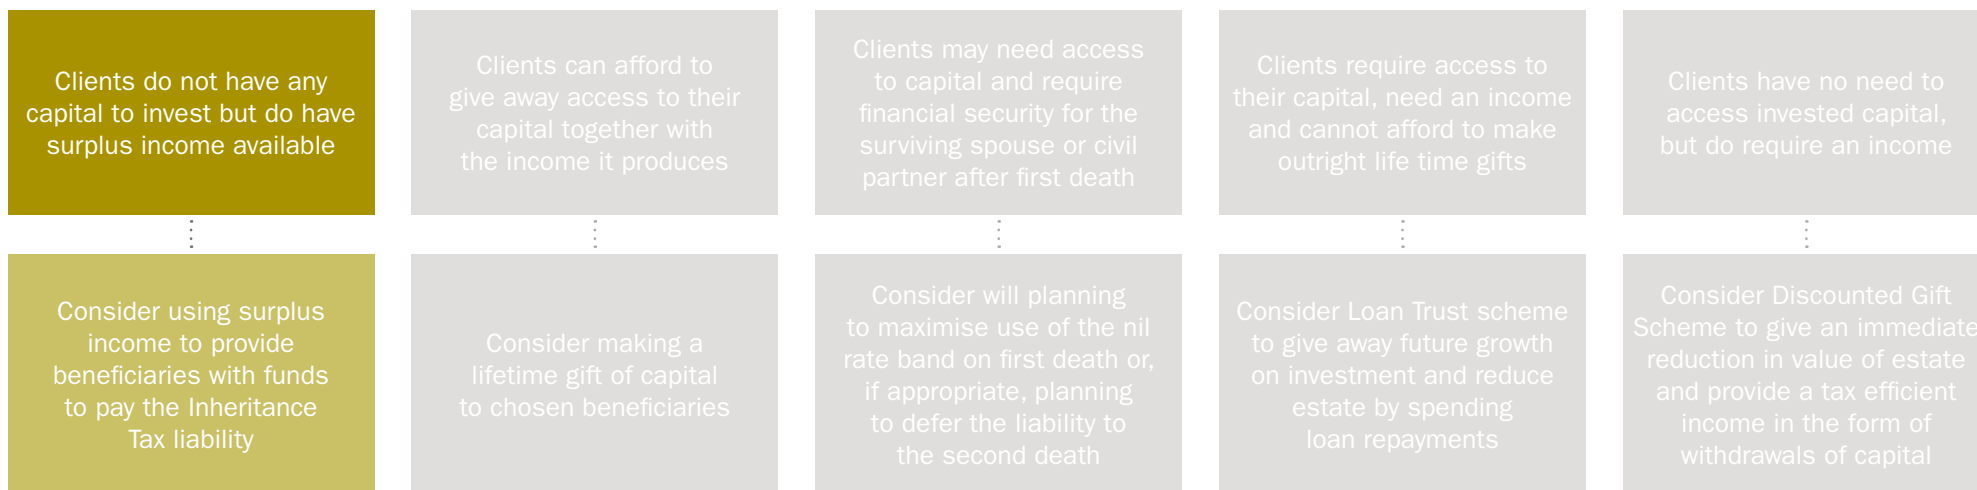 Clients do not have any
capital to invest but do have
surplus income available
Clients can afford to
give away access to their
capital together with
the income it produces
Clients may need access
to capital and require
financial security for the
surviving spouse or civil
partner after first death
Clients require access to
their capital, need an income
and cannot afford to make
outright life time gifts
Clients have no need to
access invested capital,
but do require an income
Consider using surplus
income to provide
beneficiaries with funds
to pay the Inheritance
Tax liability
Consider making a
lifetime gift of capital
to chosen beneficiaries
Consider will planning
to maximise use of the nil
rate band on first death or,
if appropriate, planning
to defer the liability to
the second death
Consider Loan Trust scheme
to give away future growth
on investment and reduce
estate by spending
loan repayments
Consider Discounted Gift
Scheme to give an immediate
reduction in value of estate
and provide a tax efficient
income in the form of
withdrawals of capital